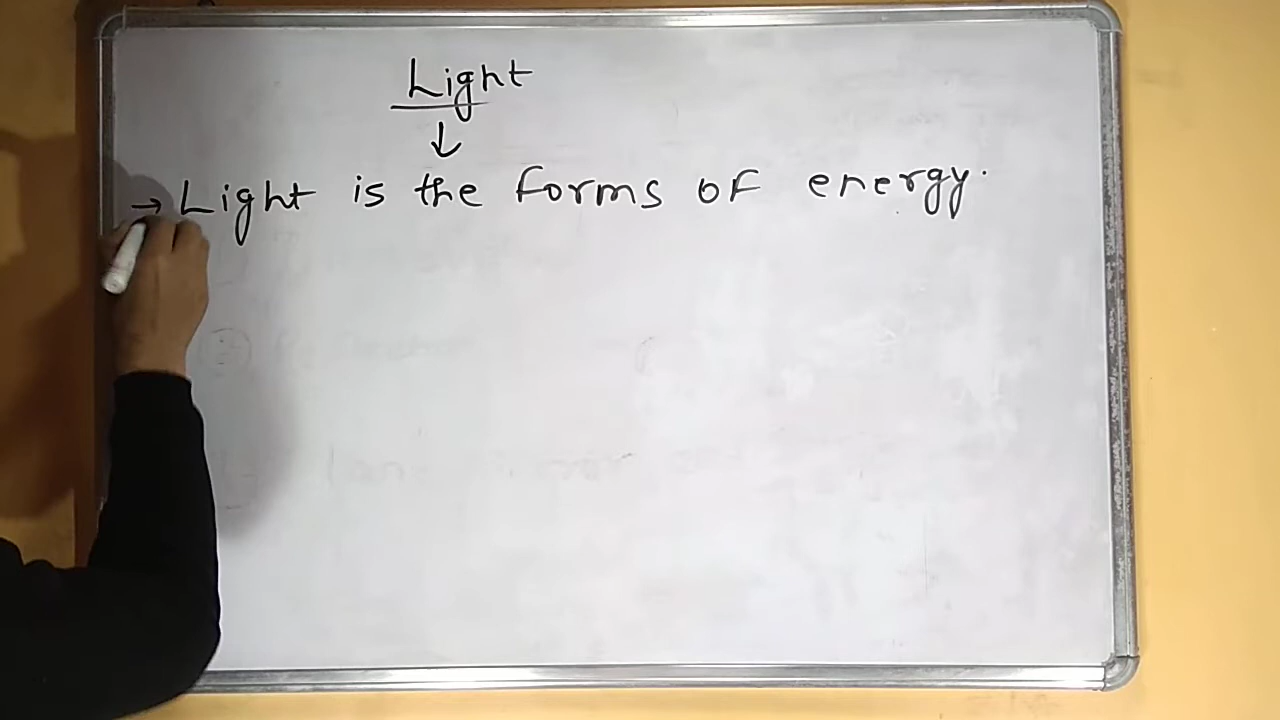 Light
↓
→ Light is the forms of energy.